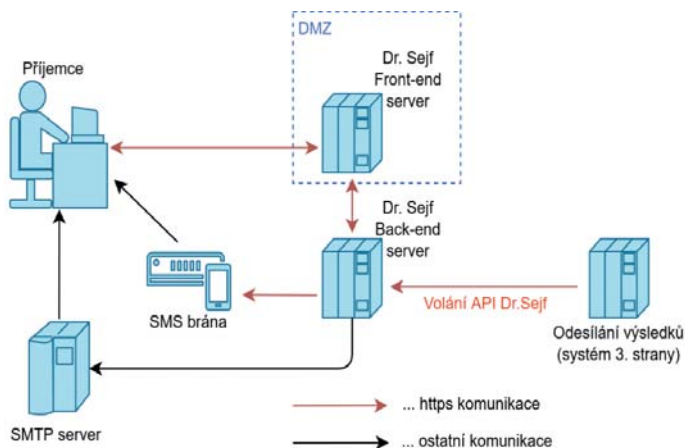 DMZ
Příjemce
Dr. Sejf
Front-end
server
Dr. Sejf
Back-end
server
SMS brána
Volání API Dr.Sejf
Odesílání výsledků
(systém 3. strany)
SMTP server
... https komunikace
... ostatní komunikace